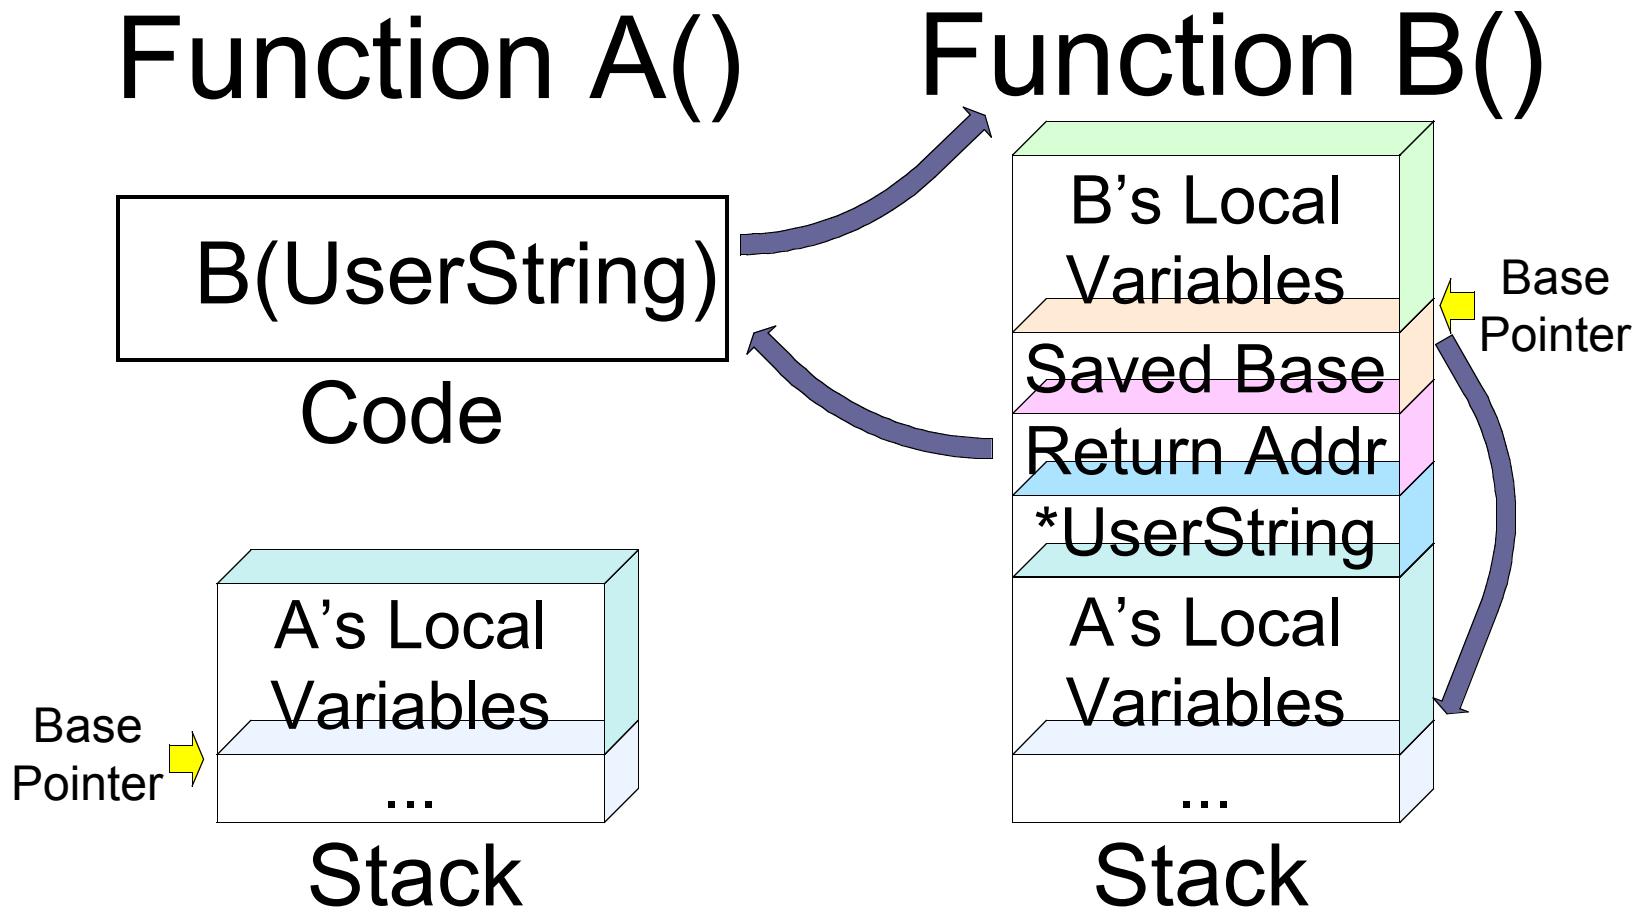 Function A()
B(UserString)
Code
A’s Local
Variables
...
Base
Pointer
Stack
Function B()
B’s Local
Variables
Saved Base
Return Addr
*UserString
A’s Local
Variables
...
Base
Pointer
Stack